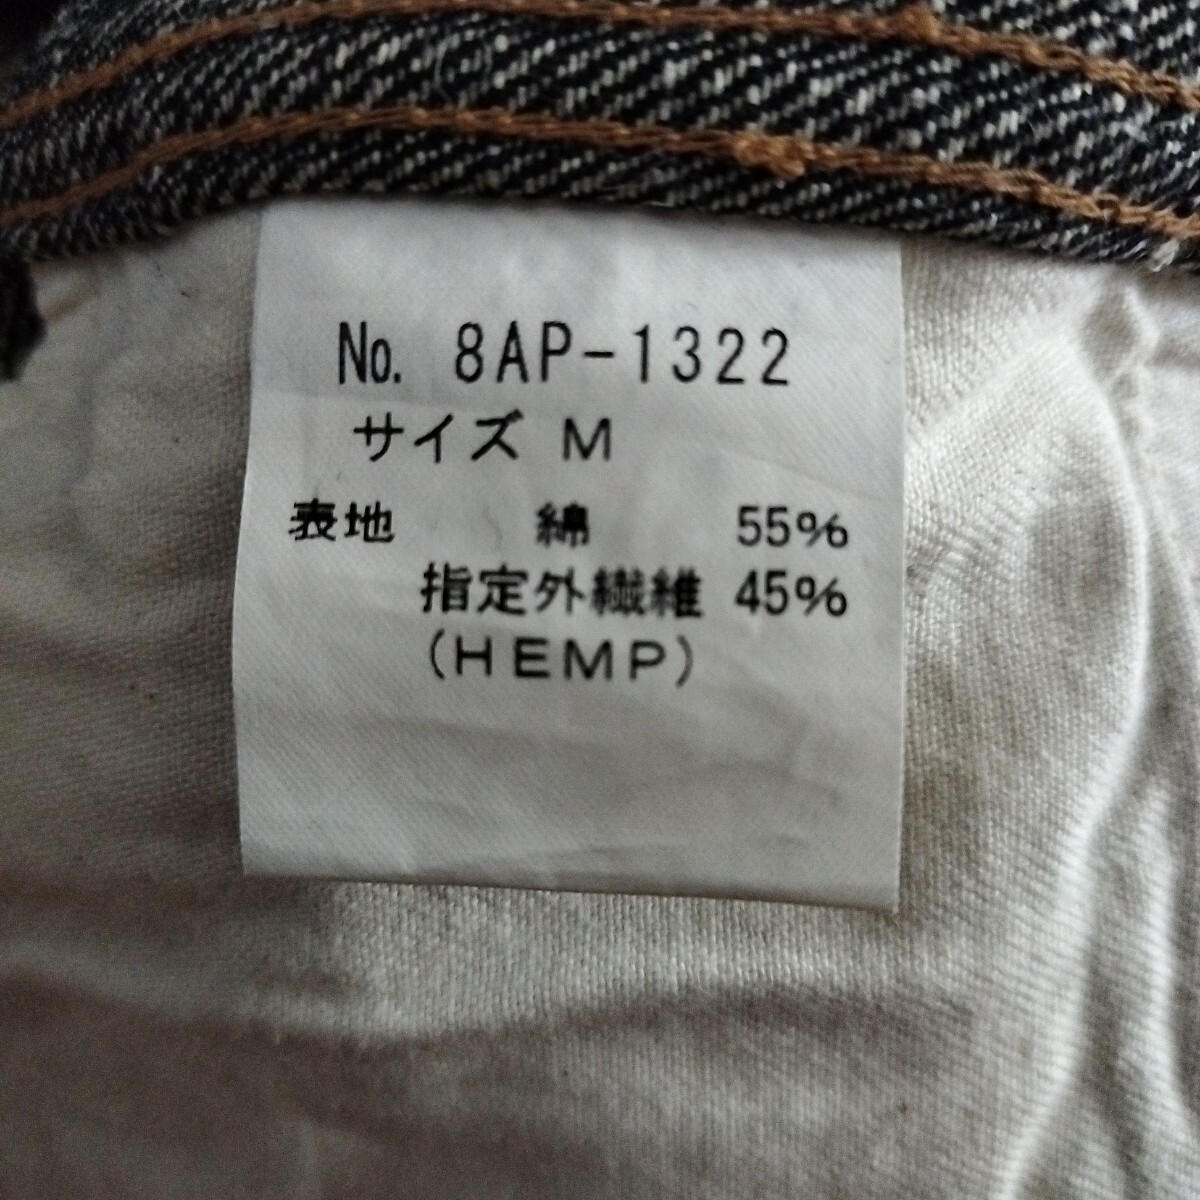 No. 8AP-1322
サイズ M
表地 綿 55%
指定外繊維 45%
(HEMP)